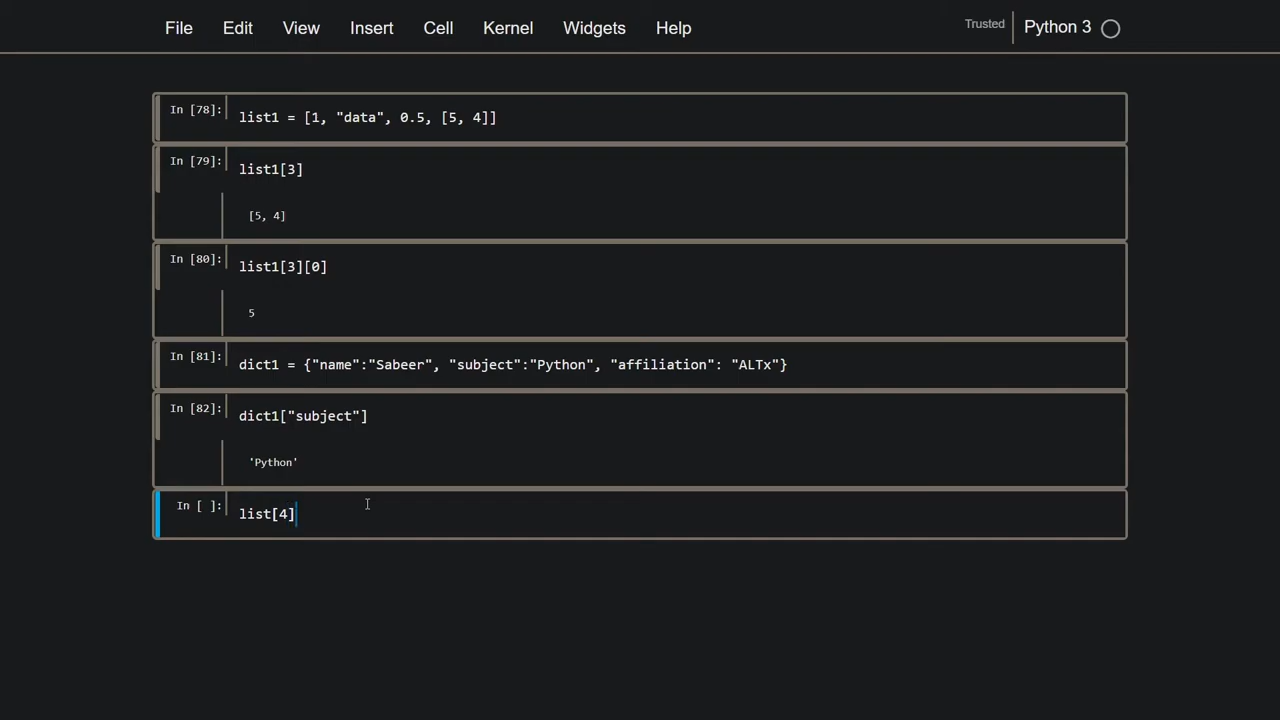 File Edit View Insert Cell Kernel Widgets Help Trusted Python 3
In [78]: list1 = [1, "data", 0.5, [5, 4]]
In [79]: list1[3]
[5, 4]
In [80]: list1[3][0]
5
In [81]: dict1 = {"name":"Sabeer", "subject":"Python", "affiliation": "ALTx"}
In [82]: dict1["subject"]
'Python'
In [ ]: list[4]